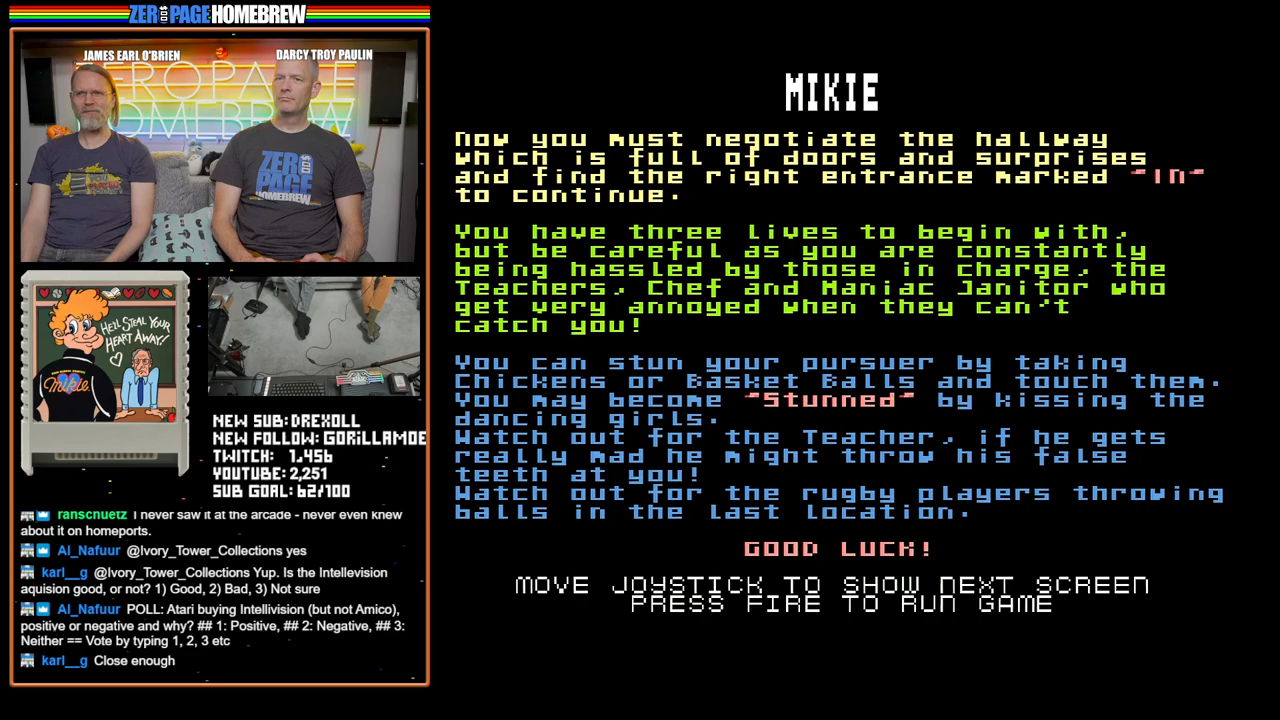 ZEROPAGE HOMEBREW
JAMES EARL O'BRIEN
DARCY TROY PAULIN
ZEROPAGE
HOMEBREW
ZERO
PAGE
HOMEBREW
HE'LL STEAL YOUR
HEART AWAY!!
Mikie
NEW SUB: DREXOLL
NEW FOLLOW: GORILLAMOE
TWITCH: 1,456
YOUTUBE: 2,251
SUB GOAL: 62/100
ranschuetz I never saw it at the arcade - never even knew
about it on homeports.
Al_Nafuur @Ivory_Tower_Collections yes
karl__g @Ivory_Tower_Collections Yup. Is the Intellevision
aquision good, or not? 1) Good, 2) Bad, 3) Not sure
Al_Nafuur POLL: Atari buying Intellivision (but not Amico),
positive or negative and why? ## 1: Positive, ## 2: Negative, ## 3:
Neither == Vote by typing 1, 2, 3 etc
karl__g Close enough
MIKIE
Now you must negotiate the hallway
which is full of doors and surprises
and find the right entrance marked "In"
to continue.
You have three lives to begin with,
but be careful as you are constantly
being hassled by those in charge, the
Teachers, Chef and Maniac Janitor who
get very annoyed when they can't
catch you!
You can stun your pursuer by taking
Chickens or Basket Balls and touch them.
You may become "Stunned" by kissing the
dancing girls.
Watch out for the Teacher, if he gets
really mad he might throw his false
teeth at you!
Watch out for the rugby players throwing
balls in the last location.
GOOD LUCK!
MOVE JOYSTICK TO SHOW NEXT SCREEN
PRESS FIRE TO RUN GAME